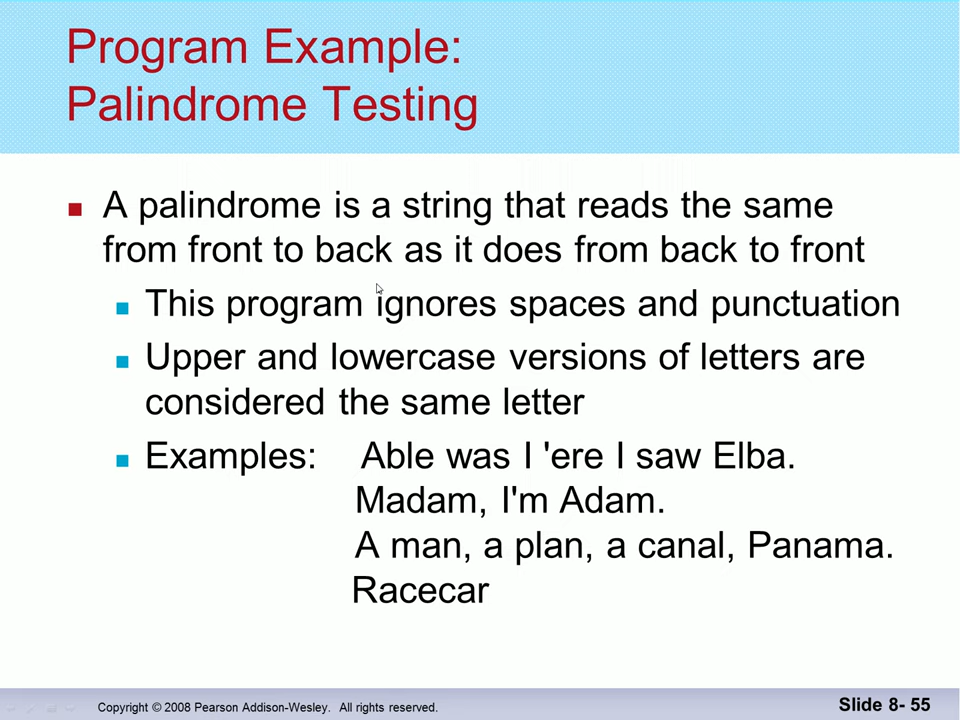 Program Example:
Palindrome Testing
A palindrome is a string that reads the same
from front to back as it does from back to front
This program ignores spaces and punctuation
Upper and lowercase versions of letters are
considered the same letter
Examples: Able was I 'ere I saw Elba.
Madam, I'm Adam.
A man, a plan, a canal, Panama.
Racecar
Copyright © 2008 Pearson Addison-Wesley. All rights reserved.
Slide 8- 55